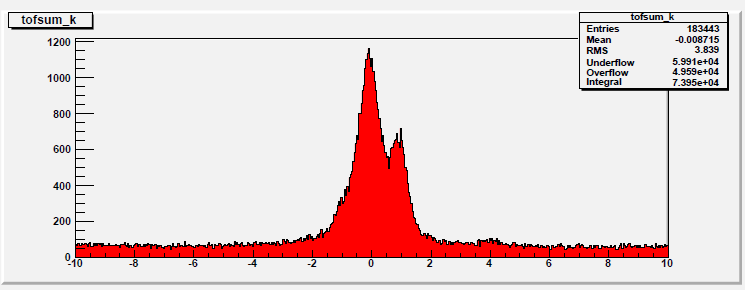 tofsum_k
tofsum_k
Entries 183443
Mean -0.008715
RMS 3.839
Underflow 5.991e+04
Overflow 4.959e+04
Integral 7.395e+04
1200
1000
800
600
400
200
0
-10 -8 -6 -4 -2 0 2 4 6 8 10